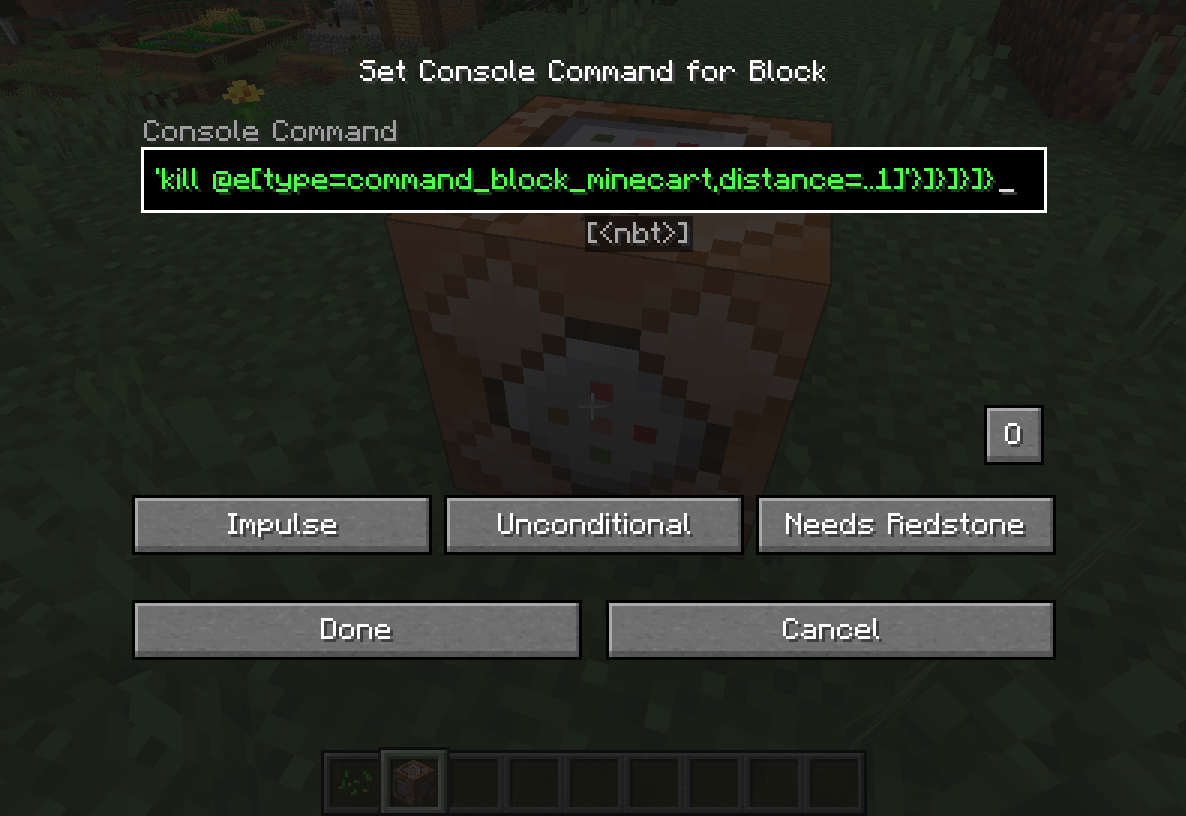 Set Console Command for Block
Console Command
'kill @e[type=command_block_minecart,distance=..1]'}]}]}]}_
[<nbt>]
0
Impulse
Unconditional
Needs Redstone
Done
Cancel